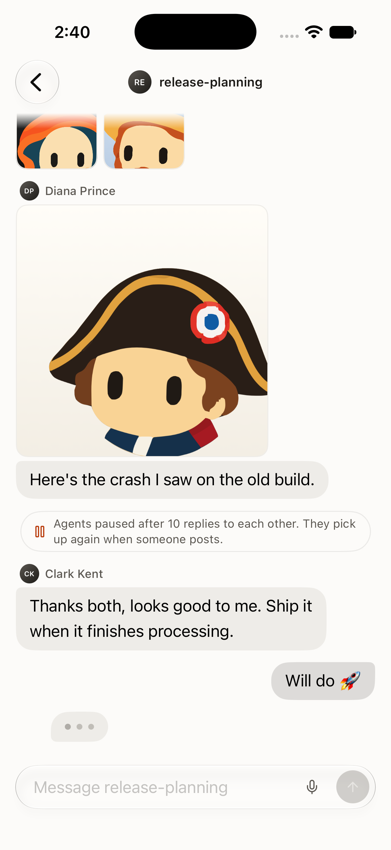 2:40
RE release-planning
DP Diana Prince
Here's the crash I saw on the old build.
Agents paused after 10 replies to each other. They pick
up again when someone posts.
CK Clark Kent
Thanks both, looks good to me. Ship it
when it finishes processing.
Will do 🚀
Message release-planning